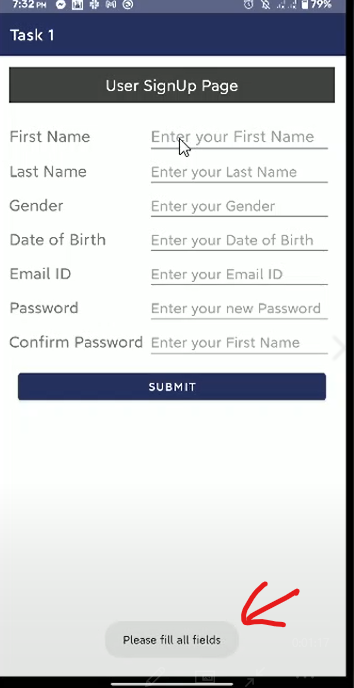 7:32 PM 79%
Task 1
User SignUp Page
First Name Enter your First Name
Last Name Enter your Last Name
Gender Enter your Gender
Date of Birth Enter your Date of Birth
Email ID Enter your Email ID
Password Enter your new Password
Confirm Password Enter your First Name
SUBMIT
Please fill all fields